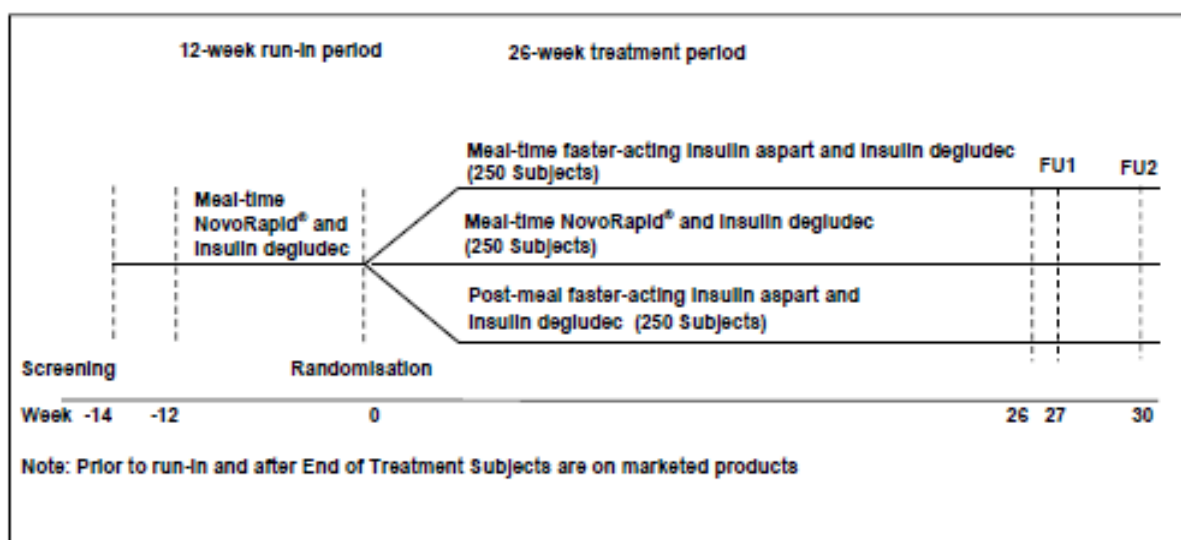 12-week run-in period
26-week treatment period
Meal-time
NovoRapid® and
insulin degludec
Meal-time faster-acting insulin aspart and insulin degludec
(250 Subjects)
FU1
FU2
Meal-time NovoRapid® and insulin degludec
(250 Subjects)
Post-meal faster-acting insulin aspart and
insulin degludec (250 Subjects)
Screening
Randomisation
Week -14 -12 0 26 27 30
Note: Prior to run-in and after End of Treatment Subjects are on marketed products